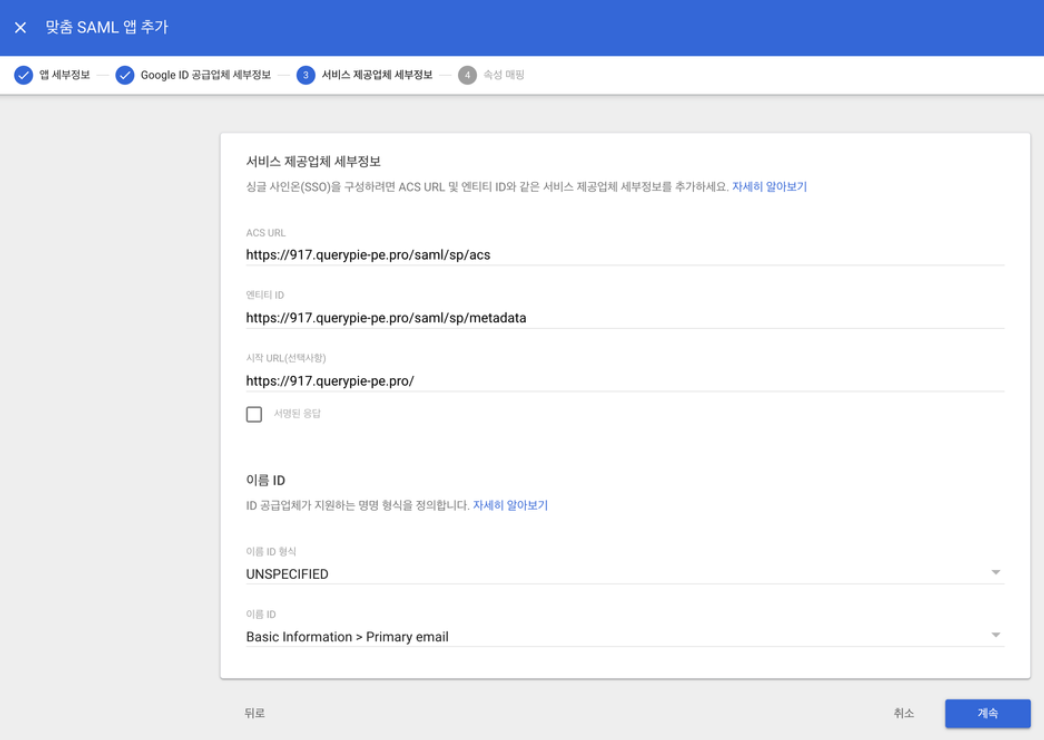 맞춤 SAML 앱 추가
앱 세부정보
Google ID 공급업체 세부정보
3 서비스 제공업체 세부정보
4 속성 매핑
서비스 제공업체 세부정보
싱글 사인온(SSO)을 구성하려면 ACS URL 및 엔티티 ID와 같은 서비스 제공업체 세부정보를 추가하세요. 자세히 알아보기
ACS URL
https://917.querypie-pe.pro/saml/sp/acs
엔티티 ID
https://917.querypie-pe.pro/saml/sp/metadata
시작 URL(선택사항)
https://917.querypie-pe.pro/
서명된 응답
이름 ID
ID 공급업체가 지원하는 명명 형식을 정의합니다. 자세히 알아보기
이름 ID 형식
UNSPECIFIED
이름 ID
Basic Information > Primary email
뒤로
취소
계속